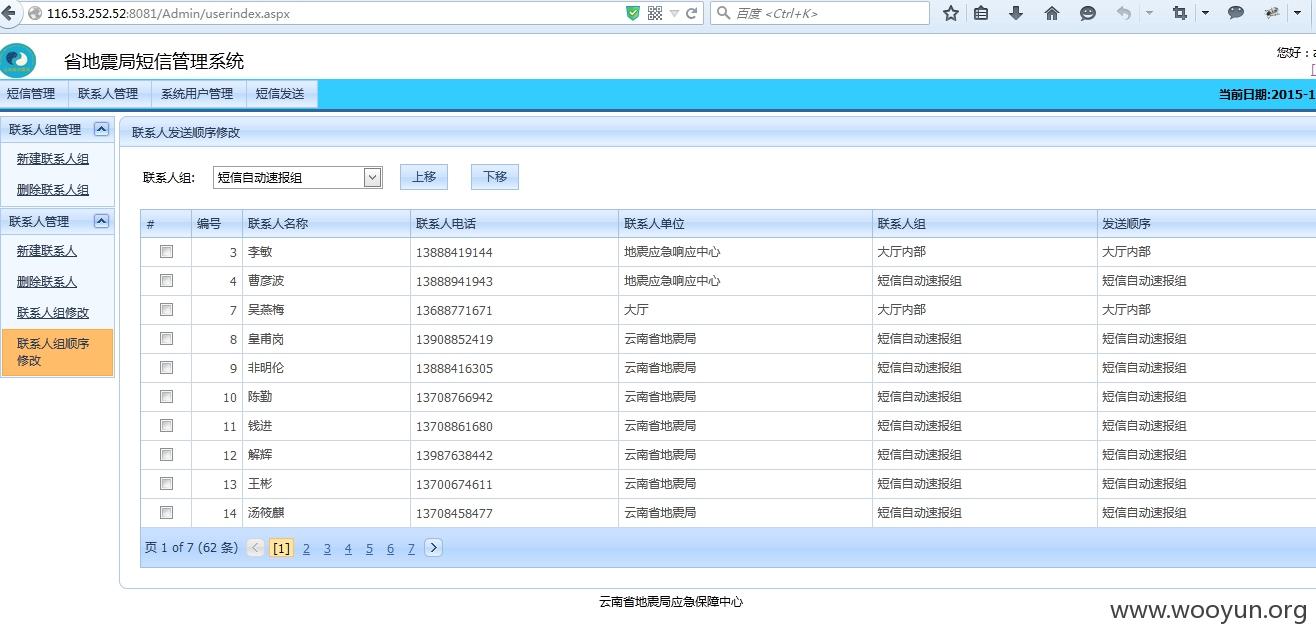 116.53.252.52:8081/Admin/userindex.aspx
百度 <Ctrl+K>
省地震局短信管理系统
您好：a
短信管理 联系人管理 系统用户管理 短信发送
当前日期:2015-1
联系人组管理
新建联系人组
删除联系人组
联系人管理
新建联系人
删除联系人
联系人组修改
联系人组顺序
修改
联系人发送顺序修改
联系人组: 短信自动速报组 上移 下移
# 编号 联系人名称 联系人电话 联系人单位 联系人组 发送顺序
3 李敏 13888419144 地震应急响应中心 大厅内部 大厅内部
4 曹彦波 13888941943 地震应急响应中心 短信自动速报组 短信自动速报组
7 吴燕梅 13688771671 大厅 大厅内部 大厅内部
8 皇甫岗 13908852419 云南省地震局 短信自动速报组 短信自动速报组
9 非明伦 13888416305 云南省地震局 短信自动速报组 短信自动速报组
10 陈勤 13708766942 云南省地震局 短信自动速报组 短信自动速报组
11 钱进 13708861680 云南省地震局 短信自动速报组 短信自动速报组
12 解辉 13987638442 云南省地震局 短信自动速报组 短信自动速报组
13 王彬 13700674611 云南省地震局 短信自动速报组 短信自动速报组
14 汤筱麒 13708458477 云南省地震局 短信自动速报组 短信自动速报组
页 1 of 7 (62 条) < [1] 2 3 4 5 6 7 >
云南省地震局应急保障中心
www.wooyun.org